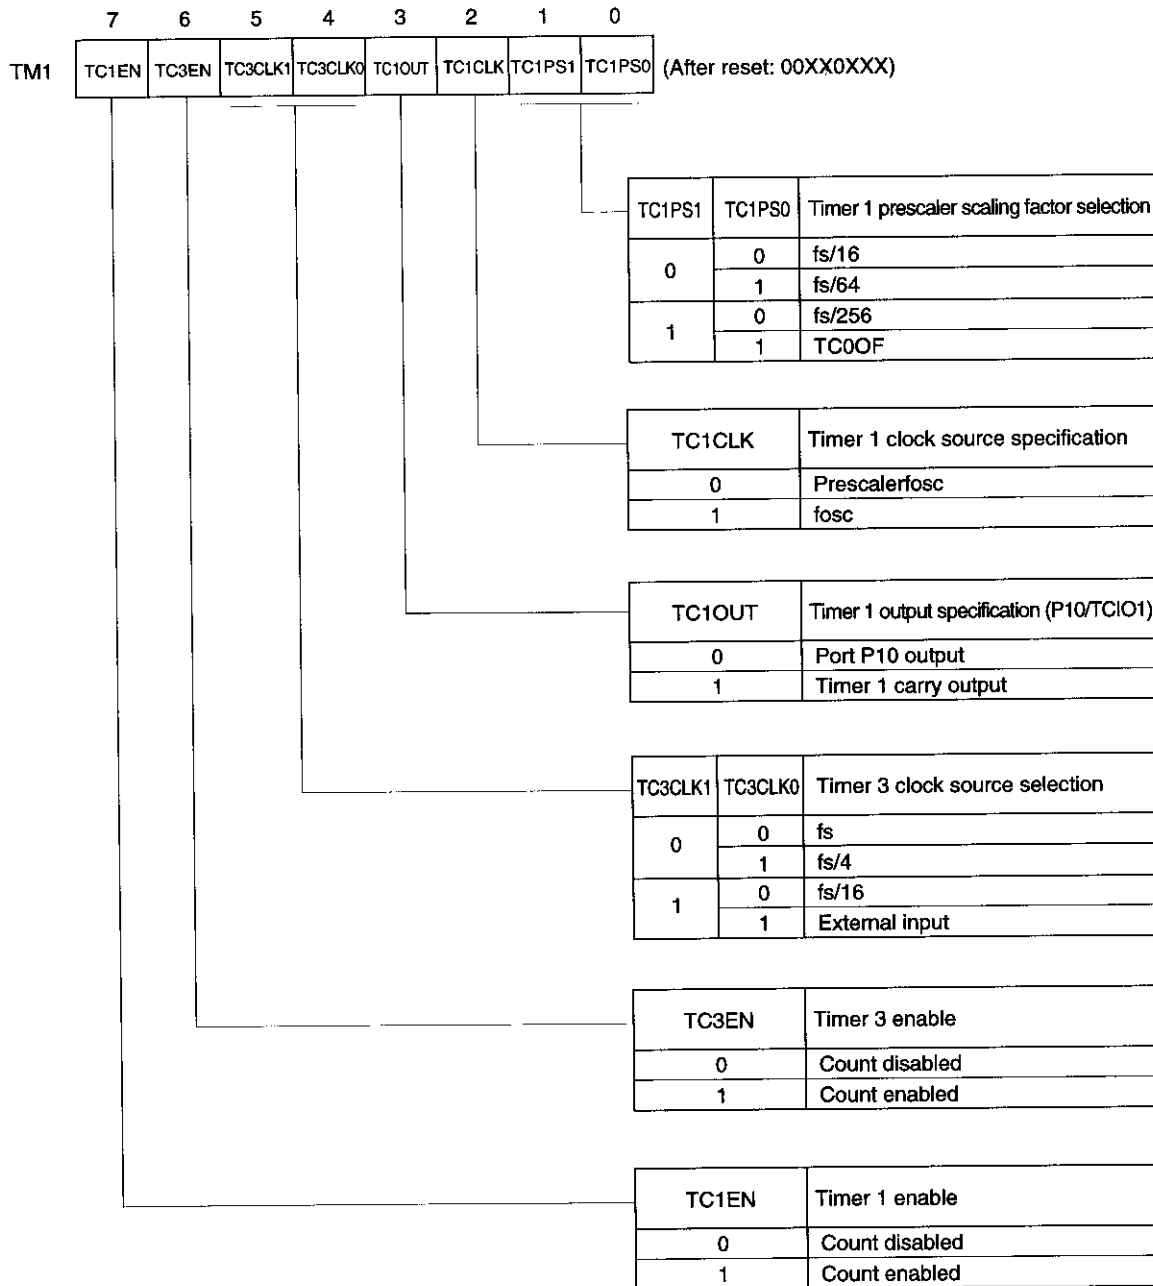 7 6 5 4 3 2 1 0
TM1 TC1EN TC3EN TC3CLK1 TC3CLK0 TC1OUT TC1CLK TC1PS1 TC1PS0 (After reset: 00XX0XXX)
TC1PS1 TC1PS0 Timer 1 prescaler scaling factor selection
0 0 fs/16
1 fs/64
1 0 fs/256
1 TC0OF
TC1CLK Timer 1 clock source specification
0 Prescalerfosc
1 fosc
TC1OUT Timer 1 output specification (P10/TCIO1)
0 Port P10 output
1 Timer 1 carry output
TC3CLK1 TC3CLK0 Timer 3 clock source selection
0 0 fs
1 fs/4
1 0 fs/16
1 External input
TC3EN Timer 3 enable
0 Count disabled
1 Count enabled
TC1EN Timer 1 enable
0 Count disabled
1 Count enabled